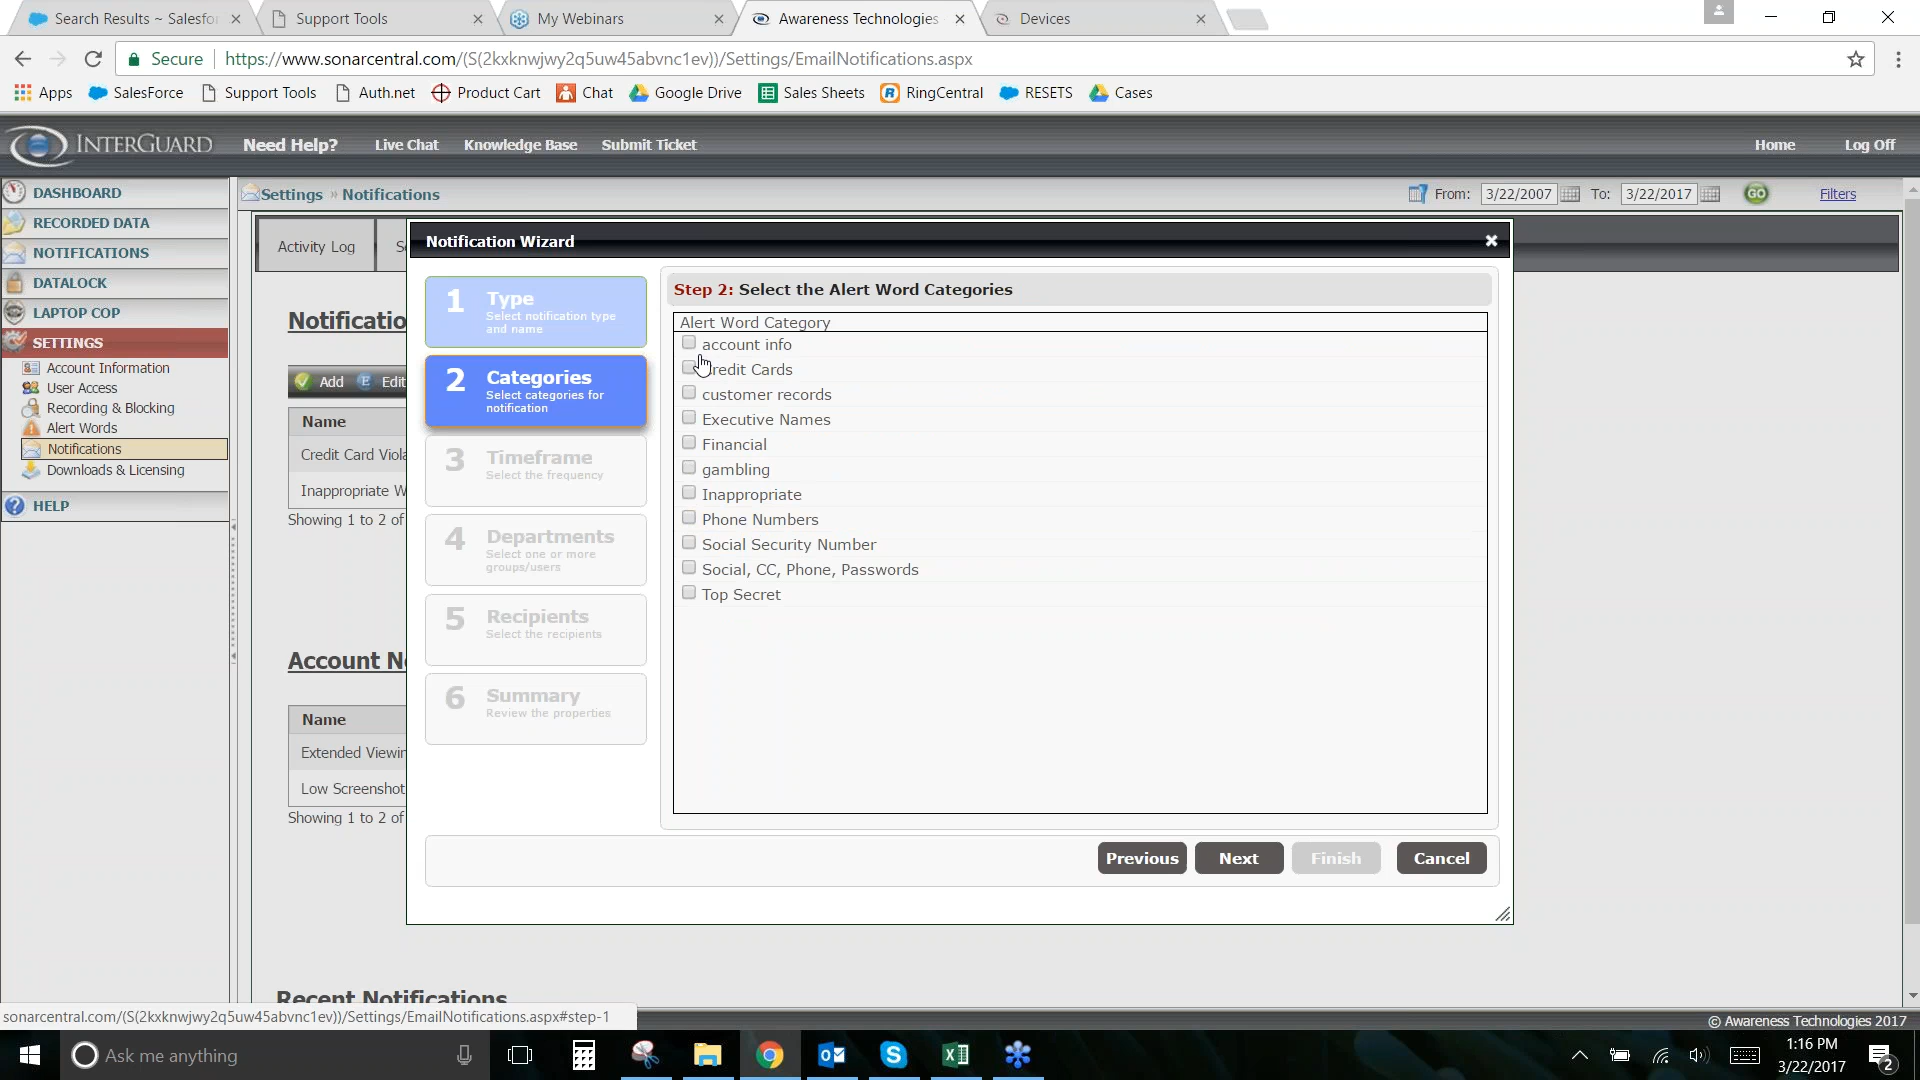 Search Results ~ Salesfo
Support Tools
My Webinars
Awareness Technologies
Devices
Secure
https://www.sonarcentral.com/(S(2kxknwjwy2q5uw45abvnc1ev))/Settings/EmailNotifications.aspx
Apps
SalesForce
Support Tools
Auth.net
Product Cart
Chat
Google Drive
Sales Sheets
RingCentral
RESETS
Cases
INTERGUARD
Need Help?
Live Chat
Knowledge Base
Submit Ticket
Home
Log Off
DASHBOARD
RECORDED DATA
NOTIFICATIONS
DATALOCK
LAPTOP COP
SETTINGS
Account Information
User Access
Recording & Blocking
Alert Words
Notifications
Downloads & Licensing
HELP
Settings » Notifications
From: 3/22/2007 To: 3/22/2017 GO
Filters
Activity Log
S
Notificatio
Add Edit
Name
Credit Card Viola
Inappropriate W
Showing 1 to 2 of
Account N
Name
Extended Viewin
Low Screenshot
Showing 1 to 2 of
Recent Notifications
Notification Wizard
1 Type
Select notification type
and name
2 Categories
Select categories for
notification
3 Timeframe
Select the frequency
4 Departments
Select one or more
groups/users
5 Recipients
Select the recipients
6 Summary
Review the properties
Step 2: Select the Alert Word Categories
Alert Word Category
account info
redit Cards
customer records
Executive Names
Financial
gambling
Inappropriate
Phone Numbers
Social Security Number
Social, CC, Phone, Passwords
Top Secret
Previous
Next
Finish
Cancel
sonarcentral.com/(S(2kxknwjwy2q5uw45abvnc1ev))/Settings/EmailNotifications.aspx#step-1
© Awareness Technologies 2017
Ask me anything
1:16 PM
3/22/2017
2